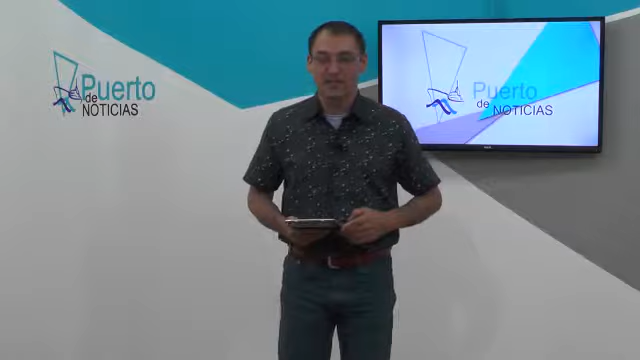 Puerto
de
NOTICIAS
Puerto
de NOTICIAS